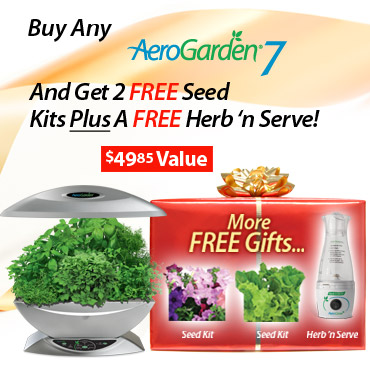 Buy Any
AeroGarden® 7
And Get 2 FREE Seed
Kits Plus A FREE Herb ‘n Serve!
$49.85 Value
More
FREE Gifts...
Seed Kit
Seed Kit
Herb ‘n Serve